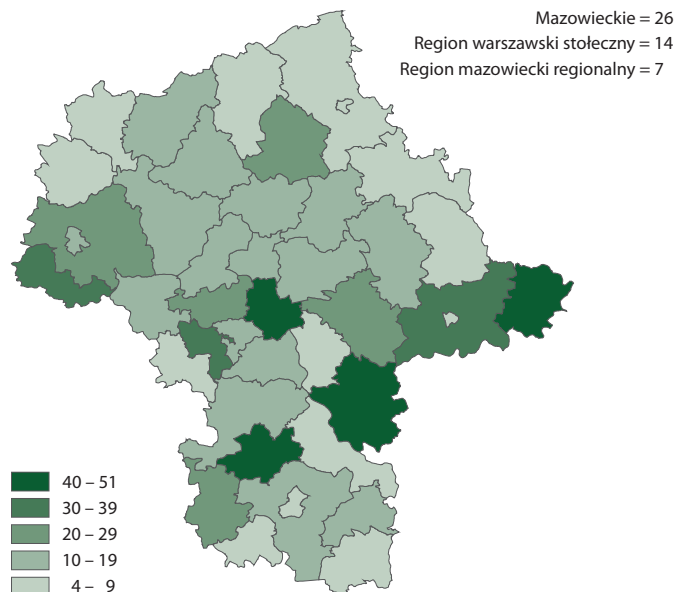 Mazowieckie = 26
Region warszawski stołeczny = 14
Region mazowiecki regionalny = 7
40 – 51
30 – 39
20 – 29
10 – 19
4 – 9